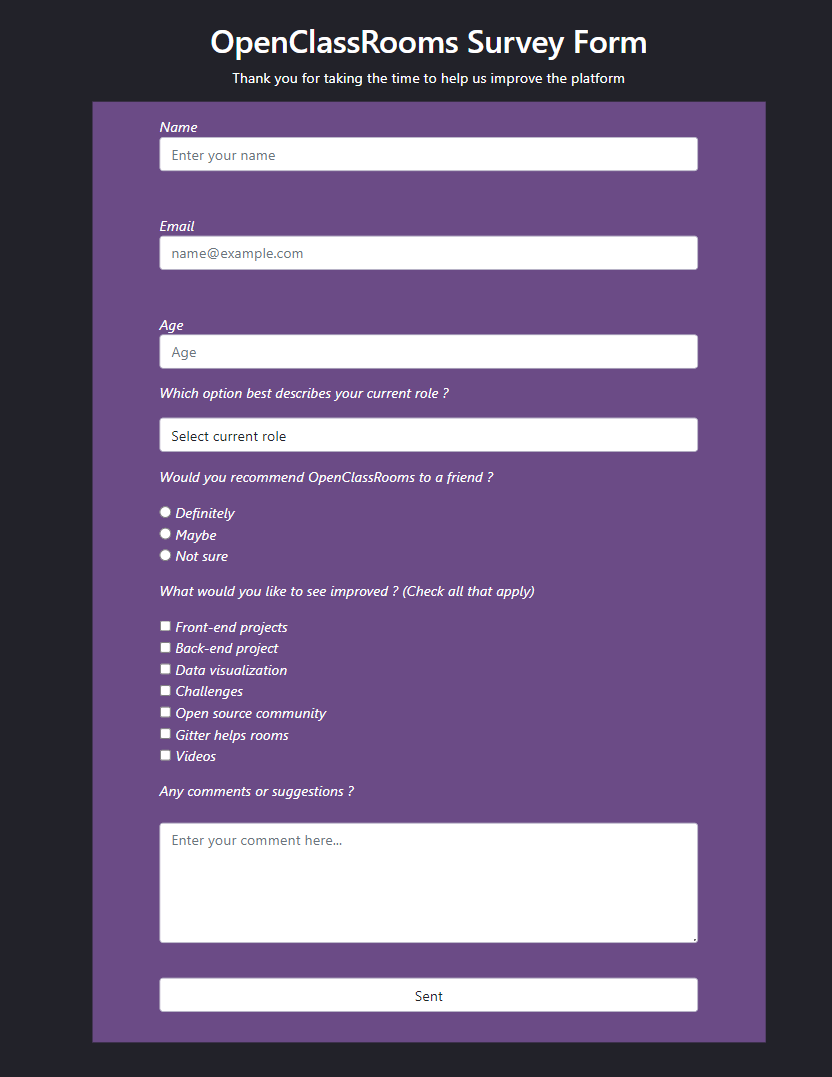 OpenClassRooms Survey Form
Thank you for taking the time to help us improve the platform
Name
Enter your name
Email
name@example.com
Age
Age
Which option best describes your current role ?
Select current role
Would you recommend OpenClassRooms to a friend ?
Definitely
Maybe
Not sure
What would you like to see improved ? (Check all that apply)
Front-end projects
Back-end project
Data visualization
Challenges
Open source community
Gitter helps rooms
Videos
Any comments or suggestions ?
Enter your comment here...
Sent